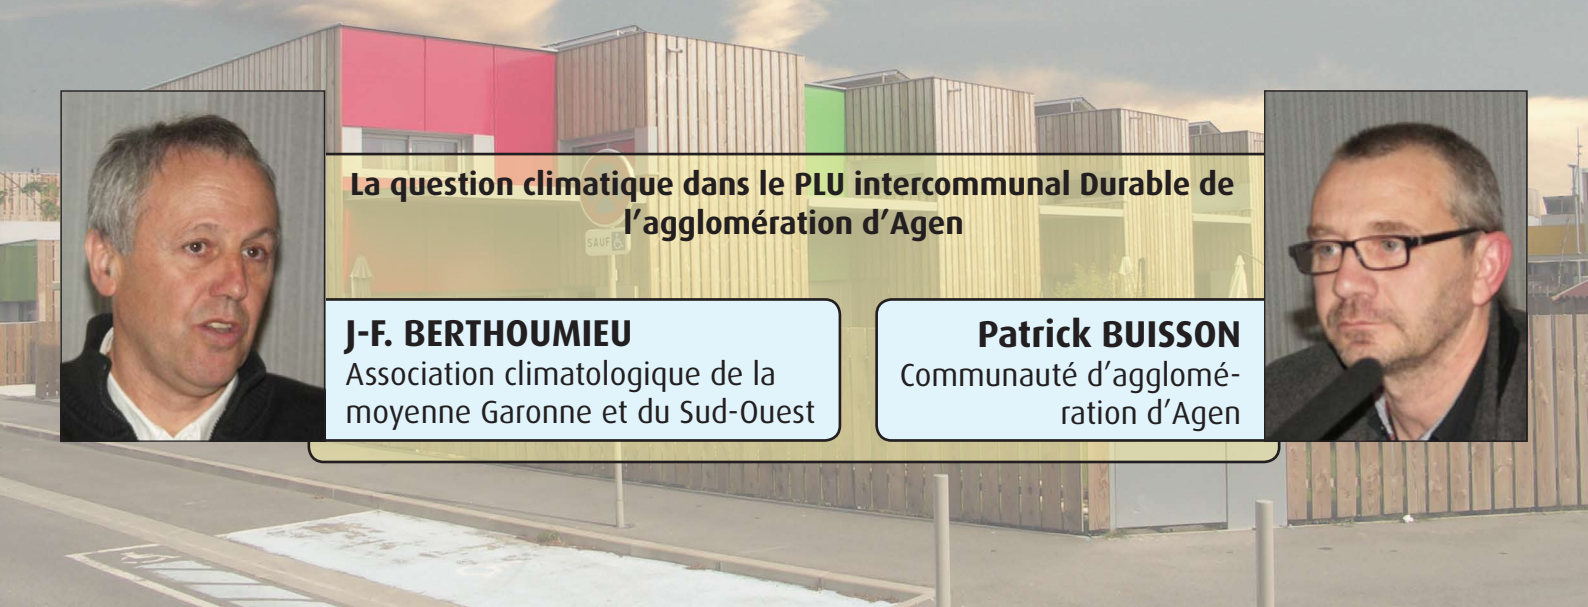 La question climatique dans le PLU intercommunal Durable de
l'agglomération d'Agen
SAUF
J-F. BERTHOUMIEU
Association climatologique de la
moyenne Garonne et du Sud-Ouest
Patrick BUISSON
Communauté d'agglomé-
ration d'Agen